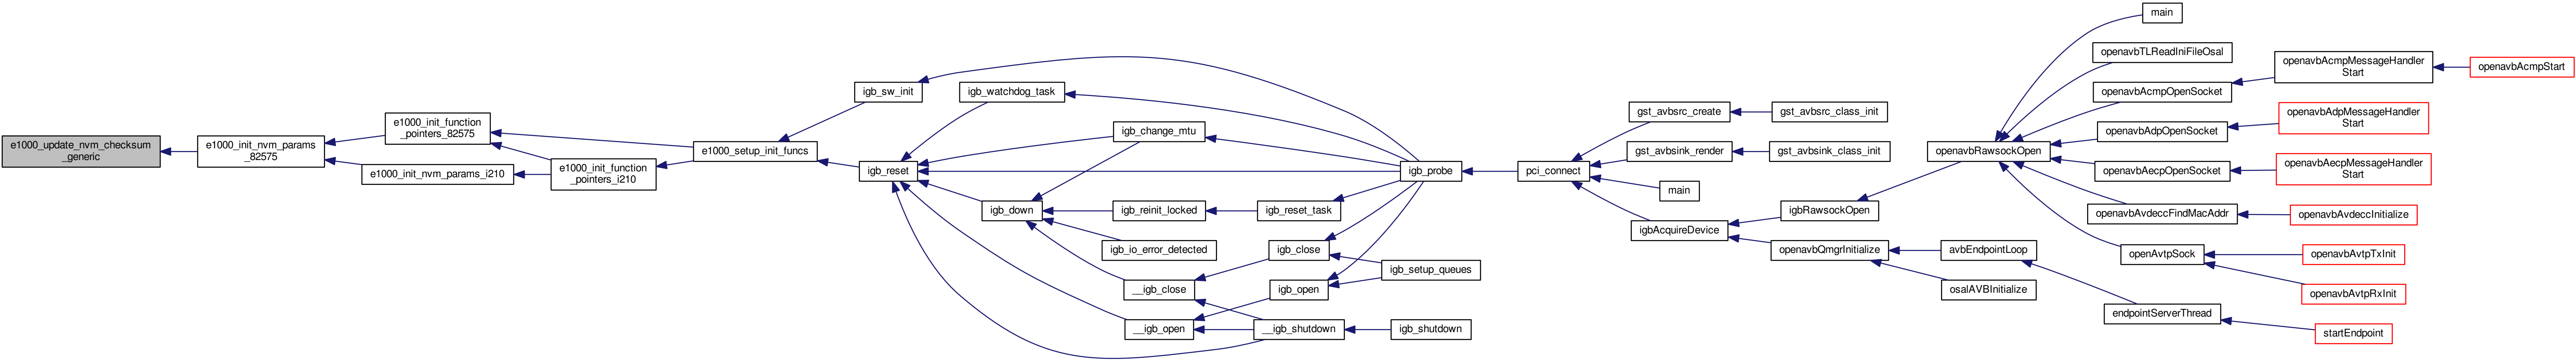 e1000_update_nvm_checksum
_generic
e1000_init_nvm_params
_82575
e1000_init_function
_pointers_82575
e1000_init_nvm_params_i210
e1000_init_function
_pointers_i210
e1000_setup_init_funcs
igb_sw_init
igb_reset
igb_watchdog_task
igb_change_mtu
igb_down
igb_reinit_locked
igb_io_error_detected
__igb_close
__igb_open
igb_reset_task
igb_close
igb_open
__igb_shutdown
igb_probe
igb_setup_queues
igb_shutdown
pci_connect
gst_avbsrc_create
gst_avbsink_render
main
igbAcquireDevice
gst_avbsrc_class_init
gst_avbsink_class_init
igbRawsockOpen
openavbQmgrInitialize
avbEndpointLoop
osalAVBInitialize
openavbRawsockOpen
main
openavbTLReadIniFileOsal
openavbAcmpOpenSocket
openavbAdpOpenSocket
openavbAecpOpenSocket
openavbAvdeccFindMacAddr
openAvtpSock
endpointServerThread
openavbAcmpMessageHandler
Start
openavbAdpMessageHandler
Start
openavbAecpMessageHandler
Start
openavbAvdeccInitialize
openavbAvtpTxInit
openavbAvtpRxInit
startEndpoint
openavbAcmpStart